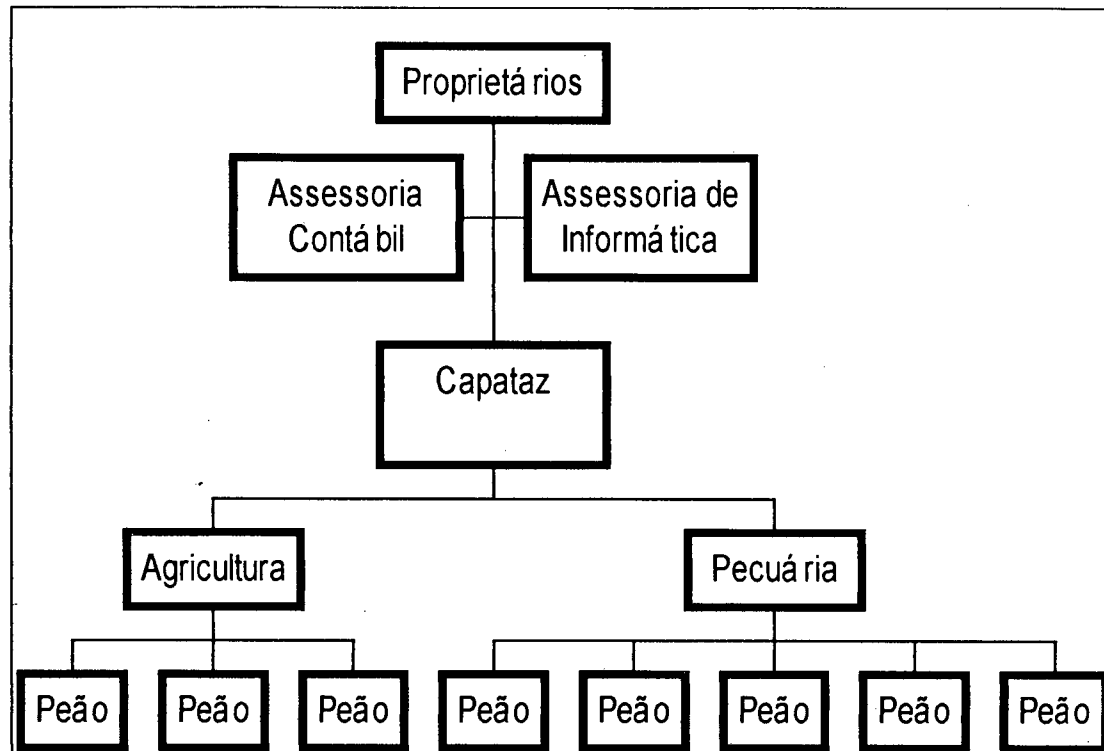 Proprietários
Assessoria
Contábil
Assessoria de
Informática
Capataz
Agricultura
Pecuária
Peão
Peão
Peão
Peão
Peão
Peão
Peão
Peão